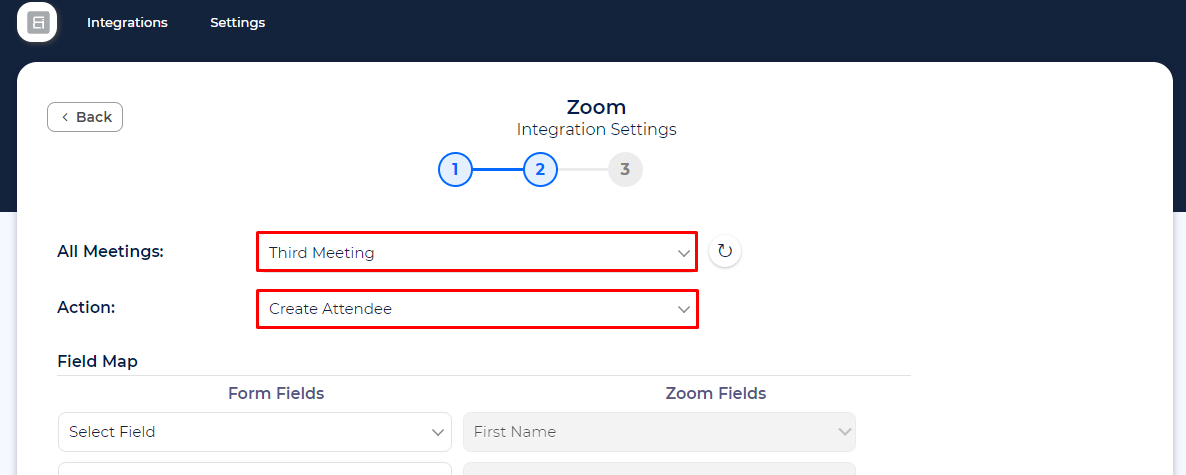 Integrations Settings
Back
Zoom
Integration Settings
1 2 3
All Meetings: Third Meeting
Action: Create Attendee
Field Map
Form Fields Zoom Fields
Select Field First Name